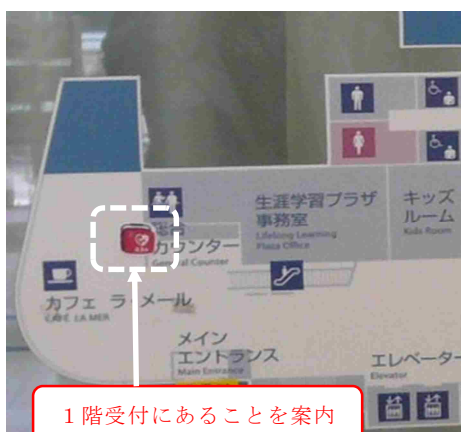 生涯学習プラザ
事務室
Lifelong Learning
Plaza Office
キッズ
ルーム
Kids Room
カウンター
General Counter
カフェ ラ・メール
CAFÉ LA MER
メイン
エントランス
Main Entrance
エレベーター
Elevator
１階受付にあることを案内